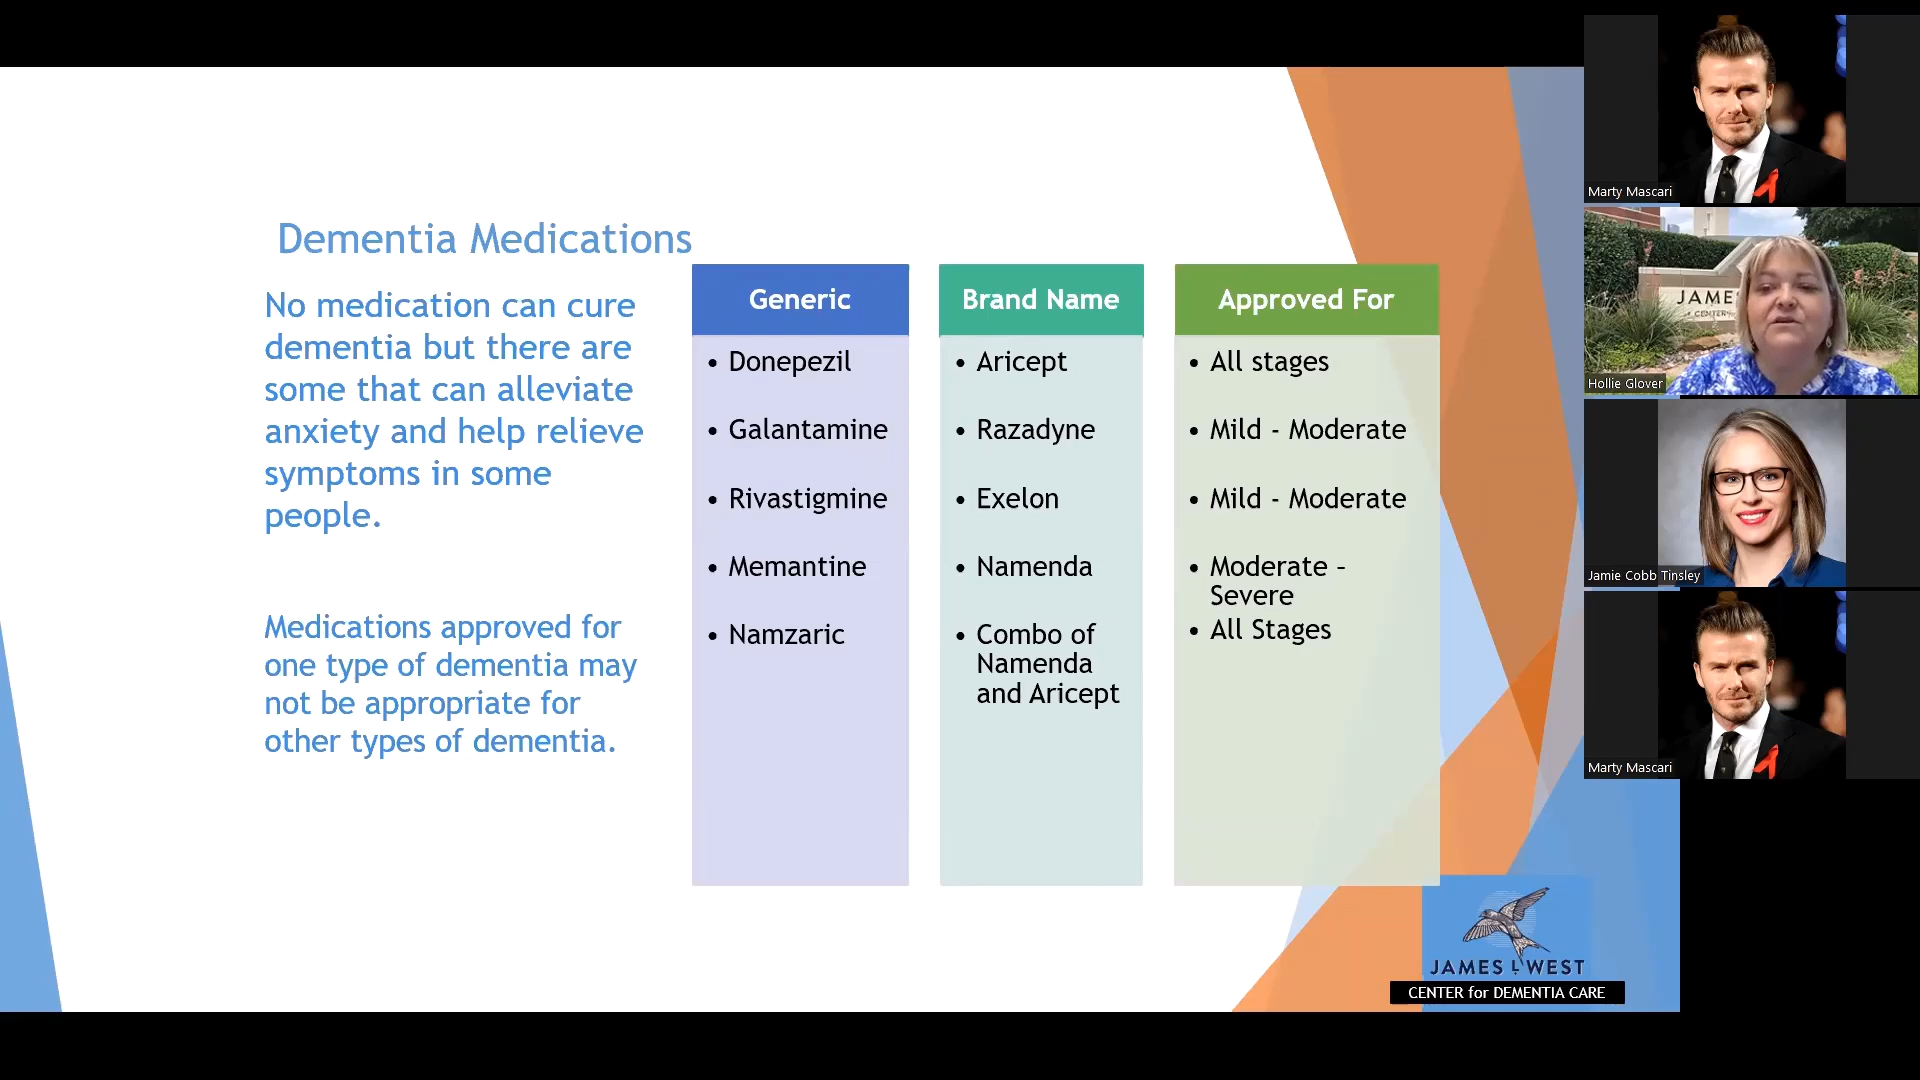 Dementia Medications
No medication can cure
dementia but there are
some that can alleviate
anxiety and help relieve
symptoms in some
people.
Medications approved for
one type of dementia may
not be appropriate for
other types of dementia.
Generic
• Donepezil
• Galantamine
• Rivastigmine
• Memantine
• Namzaric
Brand Name
• Aricept
• Razadyne
• Exelon
• Namenda
• Combo of
Namenda
and Aricept
Approved For
• All stages
• Mild - Moderate
• Mild - Moderate
• Moderate –
Severe
• All Stages
JAMES L WEST
CENTER for DEMENTIA CARE
Marty Mascari
JAME
CENTER
Hollie Glover
Jamie Cobb Tinsley
Marty Mascari